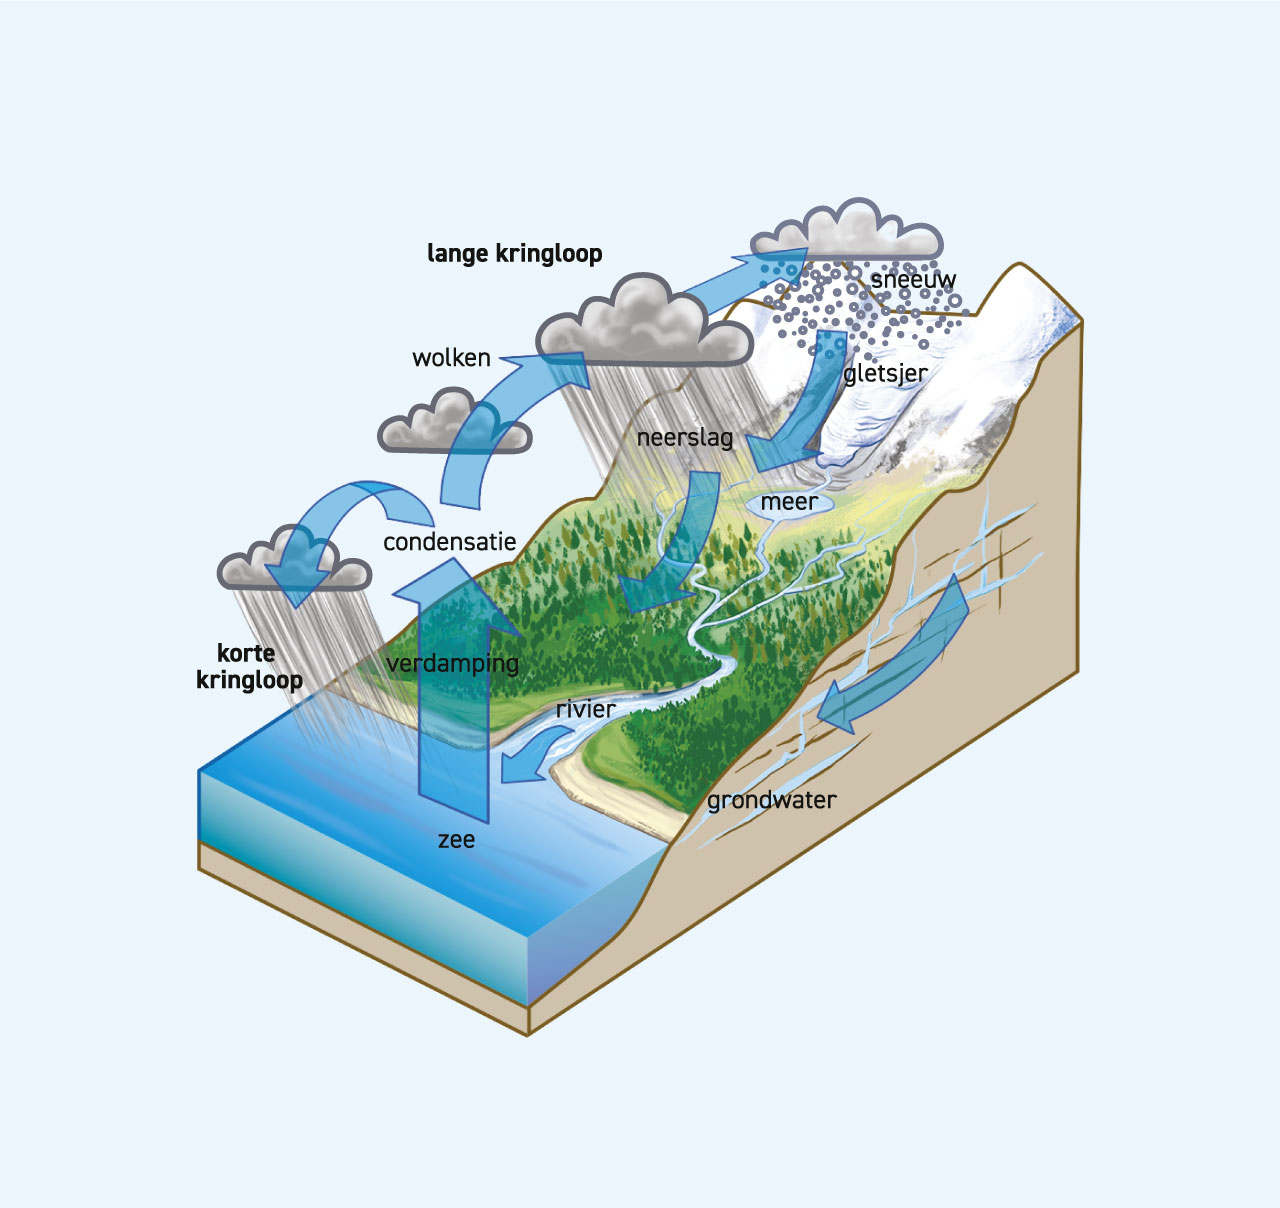 lange kringloop
sneeuw
wolken
gletsjer
neerslag
meer
condensatie
korte
kringloop
verdamping
rivier
grondwater
zee